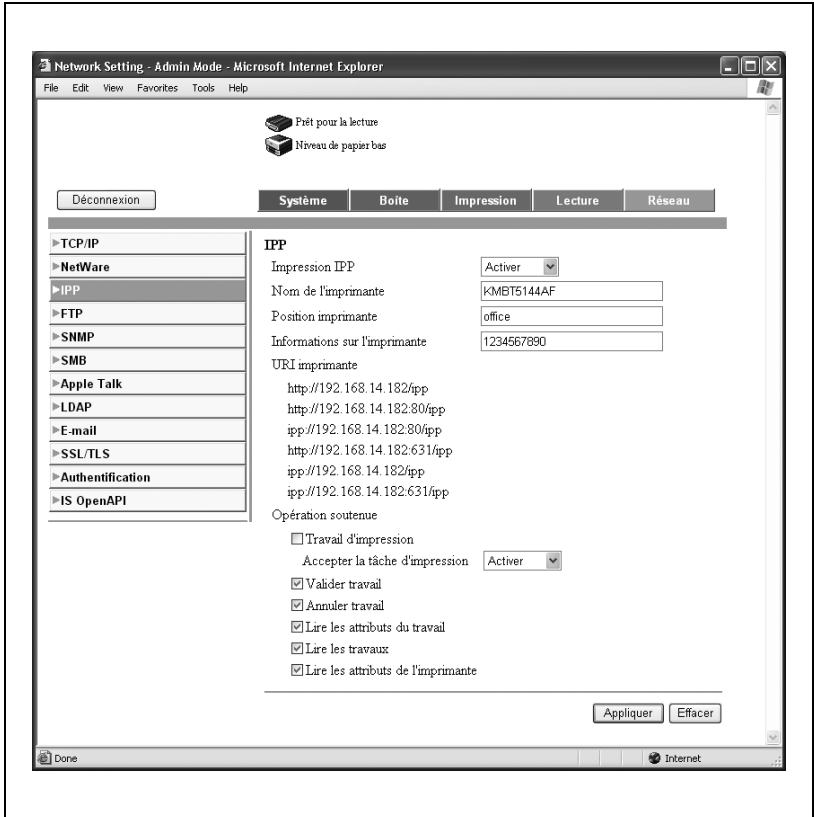 Network Setting - Admin Mode - Microsoft Internet Explorer
File Edit View Favorites Tools Help
Prêt pour la lecture
Niveau de papier bas
Déconnexion
Système Boîte Impression Lecture Réseau
TCP/IP
NetWare
IPP
FTP
SNMP
SMB
Apple Talk
LDAP
E-mail
SSL/TLS
Authentification
IS OpenAPI
IPP
Impression IPP Activer
Nom de l'imprimante KMBT5144AF
Position imprimante office
Informations sur l'imprimante 1234567890
URI imprimante
http://192.168.14.182/ipp
http://192.168.14.182:80/ipp
ipp://192.168.14.182:80/ipp
http://192.168.14.182:631/ipp
ipp://192.168.14.182/ipp
ipp://192.168.14.182:631/ipp
Opération soutenue
Travail d'impression
Accepter la tâche d'impression Activer
Valider travail
Annuler travail
Lire les attributs du travail
Lire les travaux
Lire les attributs de l'imprimante
Appliquer Effacer
Done Internet